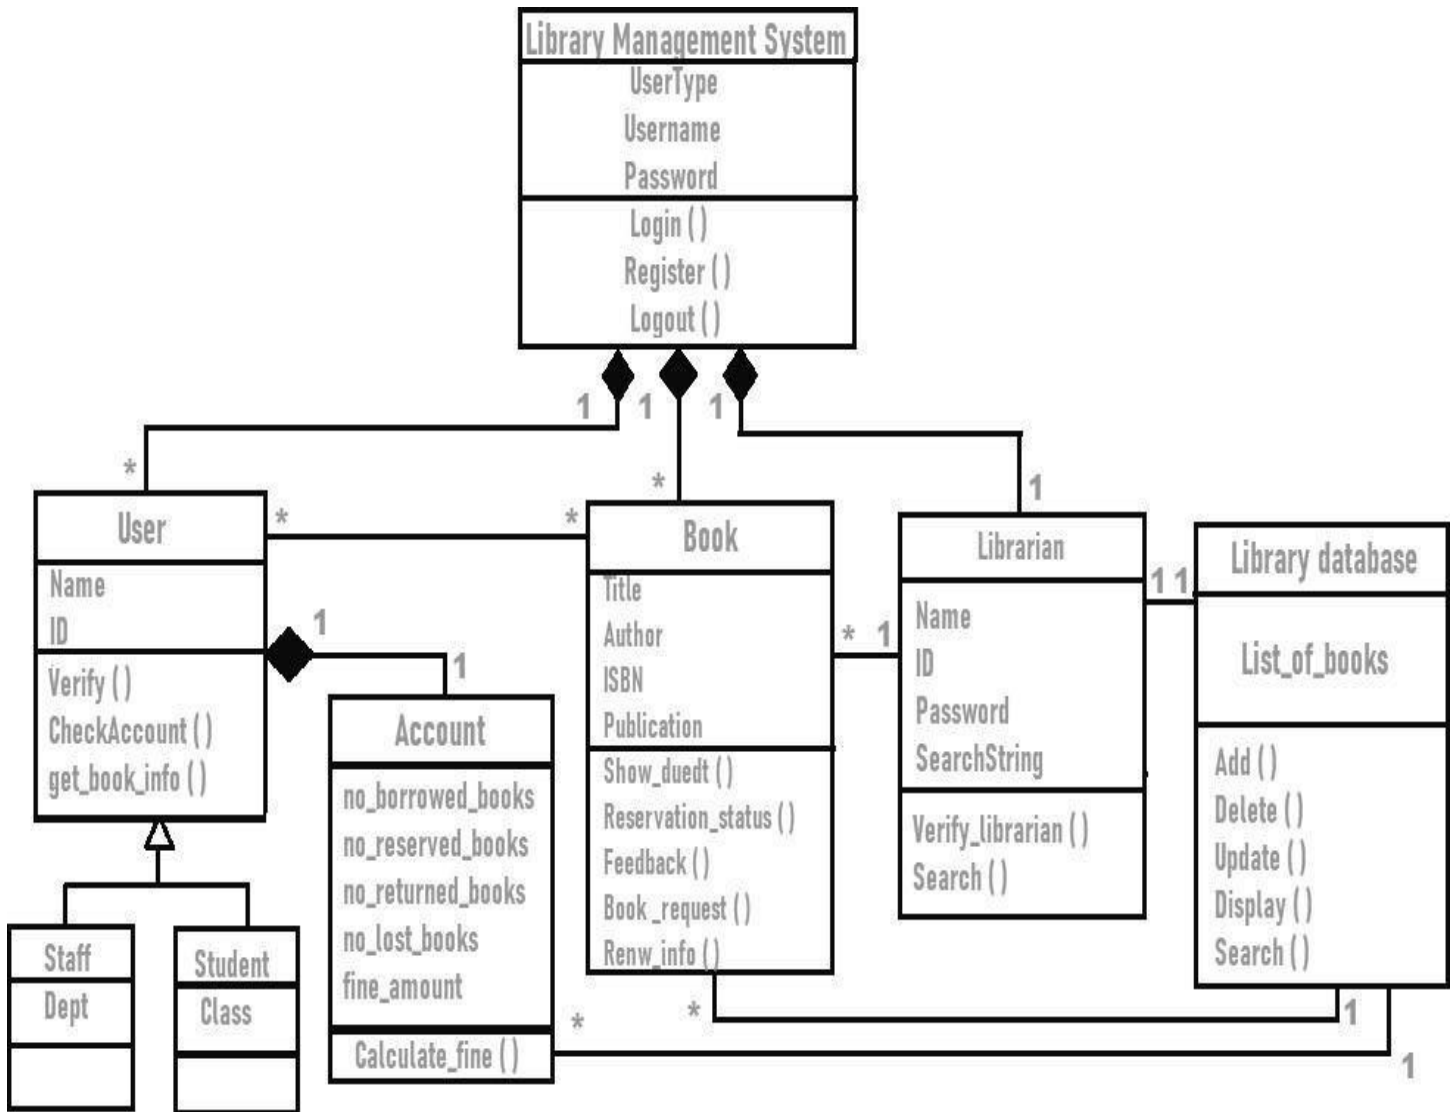 Library Management System
UserType
Username
Password
Login ( )
Register ( )
Logout ( )
1
1
1
*
*
1
User
Name
ID
Verify ( )
CheckAccount ( )
get_book_info ( )
*
*
1
1
Book
Title
Author
ISBN
Publication
Show_duedt ( )
Reservation_status ( )
Feedback ( )
Book_request ( )
Renw_info ( )
*
1
Librarian
Name
ID
Password
SearchString
Verify_librarian ( )
Search ( )
1 1
Library database
List_of_books
Add ( )
Delete ( )
Update ( )
Display ( )
Search ( )
Account
no_borrowed_books
no_reserved_books
no_returned_books
no_lost_books
fine_amount
Calculate_fine ( )
Staff
Dept
Student
Class
*
1
*
1